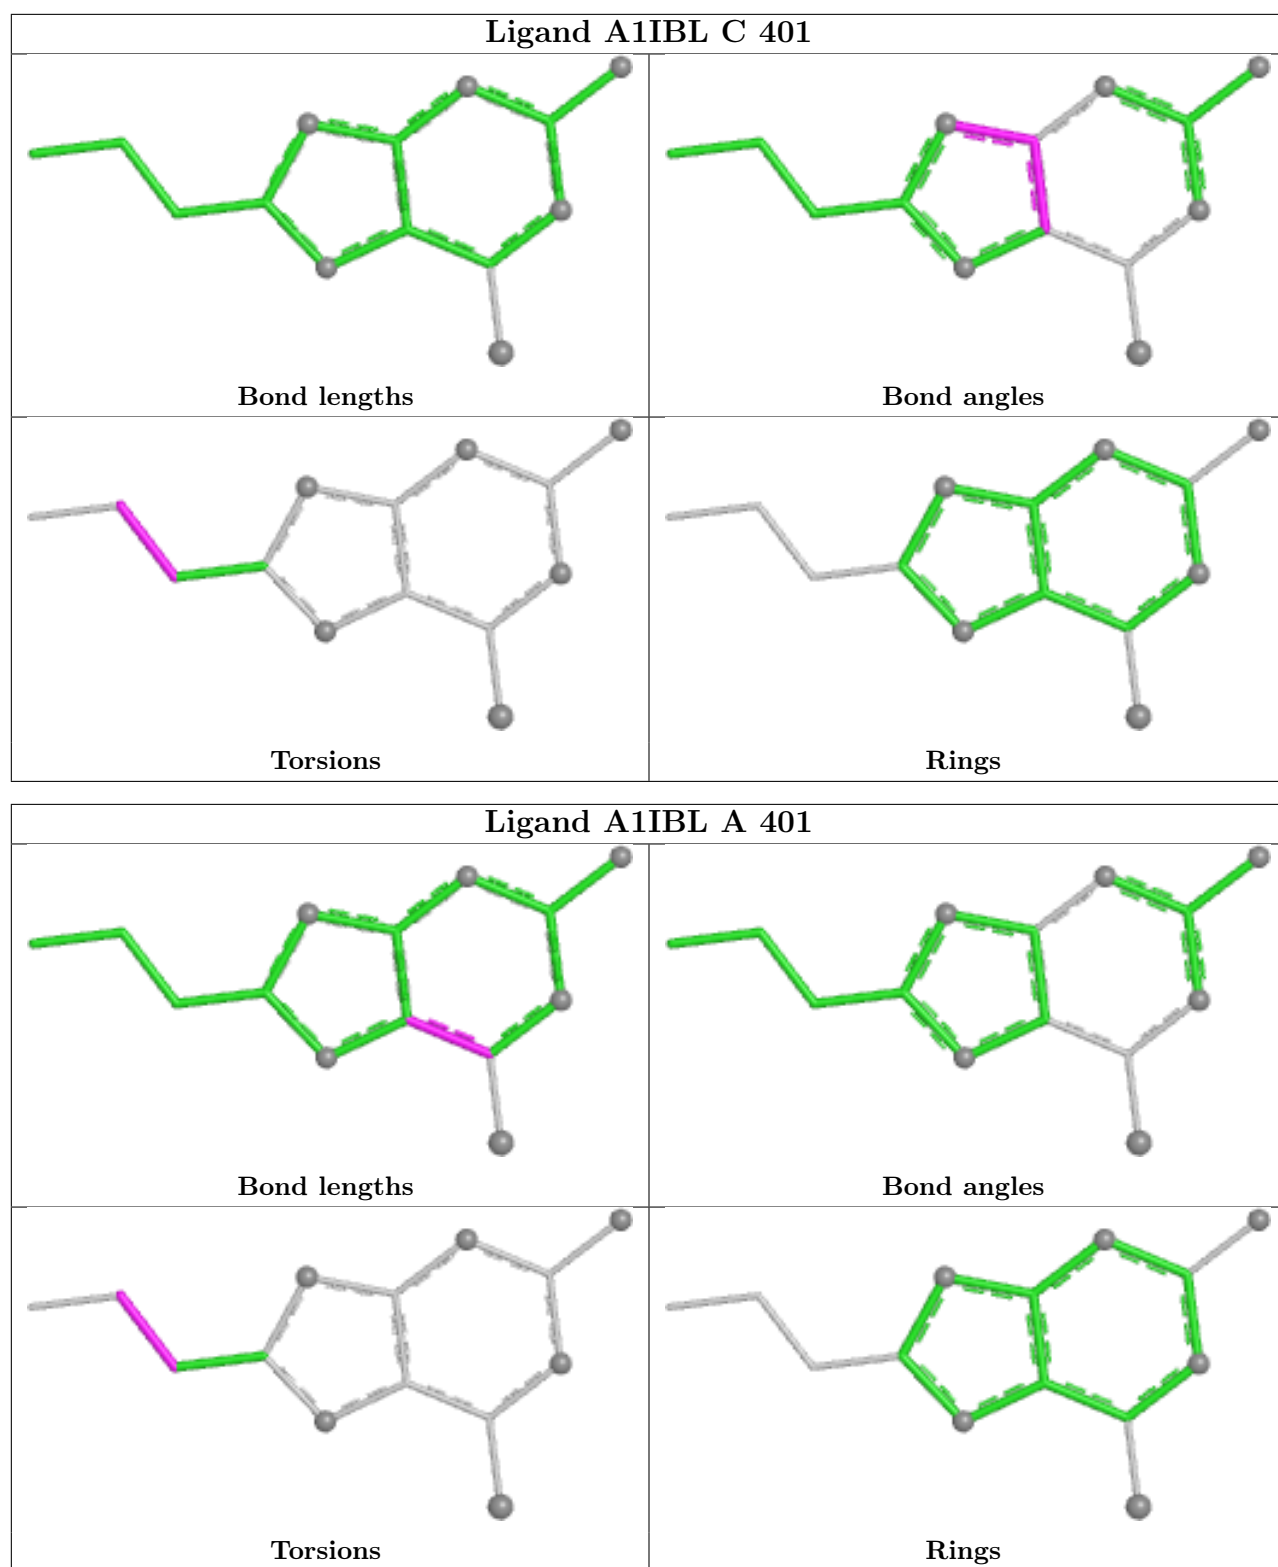 Ligand A1IBL C 401
Bond lengths
Bond angles
Torsions
Rings
Ligand A1IBL A 401
Bond lengths
Bond angles
Torsions
Rings